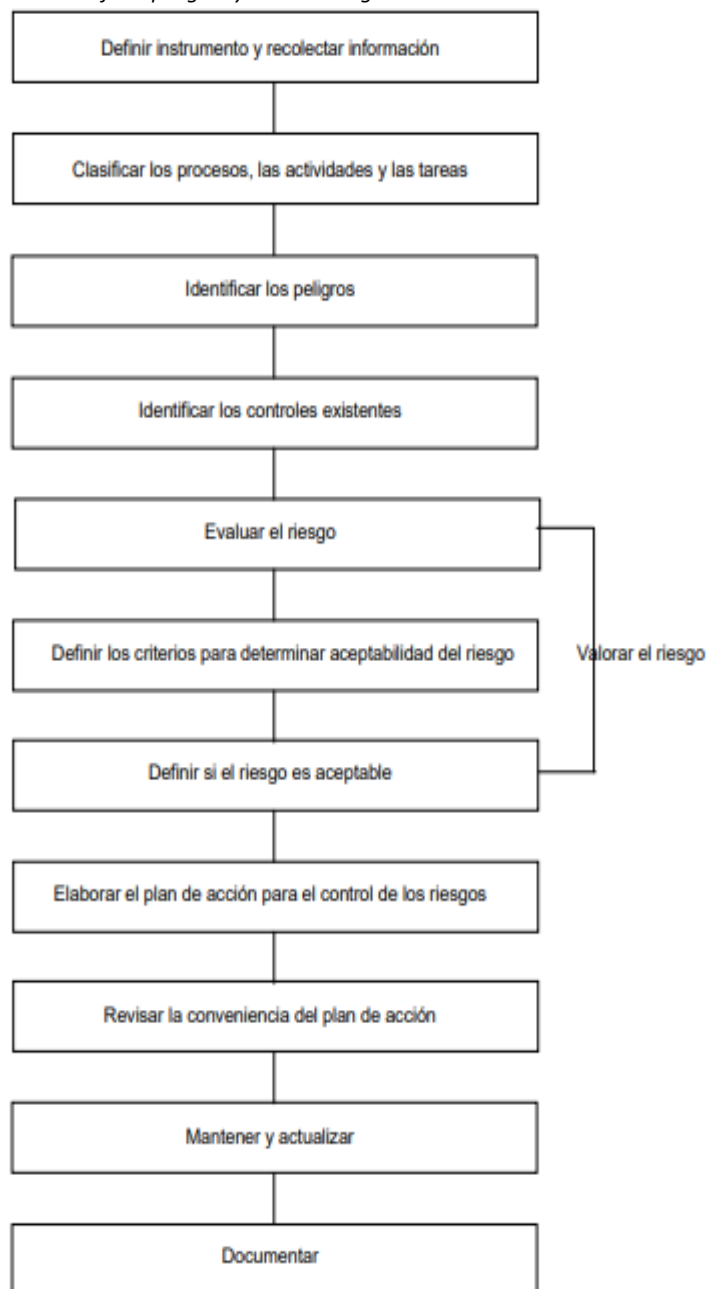 Definir instrumento y recolectar información
Clasificar los procesos, las actividades y las tareas
Identificar los peligros
Identificar los controles existentes
Evaluar el riesgo
Definir los criterios para determinar aceptabilidad del riesgo
Valorar el riesgo
Definir si el riesgo es aceptable
Elaborar el plan de acción para el control de los riesgos
Revisar la conveniencia del plan de acción
Mantener y actualizar
Documentar